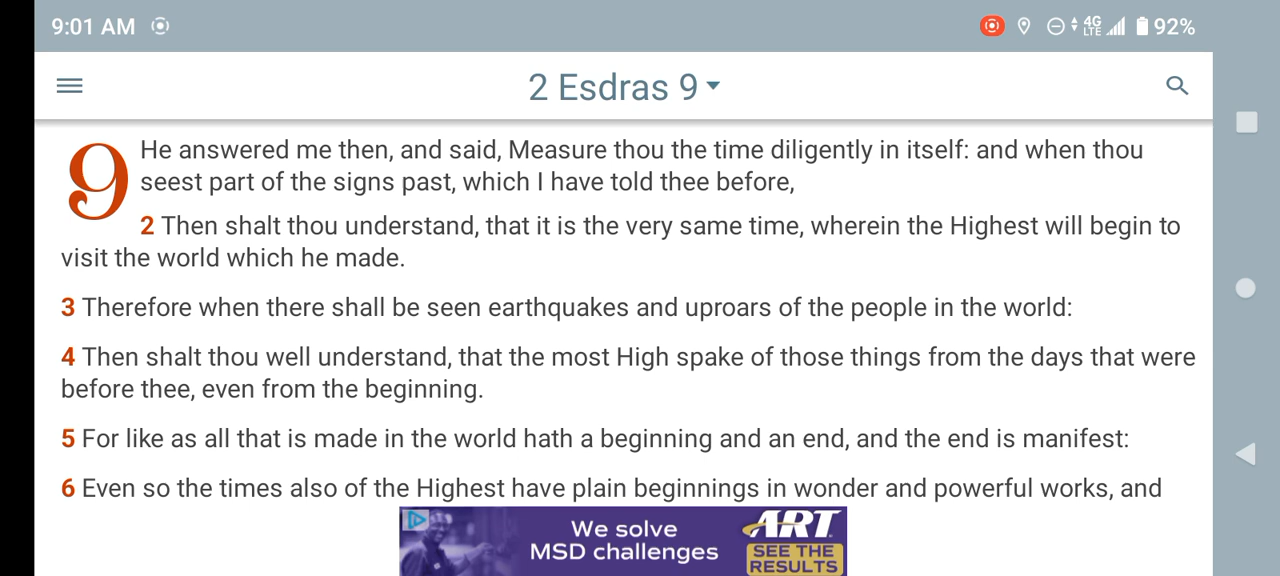 9:01 AM
4G
LTE
92%
2 Esdras 9
9 He answered me then, and said, Measure thou the time diligently in itself: and when thou
seest part of the signs past, which I have told thee before,
2 Then shalt thou understand, that it is the very same time, wherein the Highest will begin to
visit the world which he made.
3 Therefore when there shall be seen earthquakes and uproars of the people in the world:
4 Then shalt thou well understand, that the most High spake of those things from the days that were
before thee, even from the beginning.
5 For like as all that is made in the world hath a beginning and an end, and the end is manifest:
6 Even so the times also of the Highest have plain beginnings in wonder and powerful works, and
We solve
MSD challenges
ART
SEE THE
RESULTS